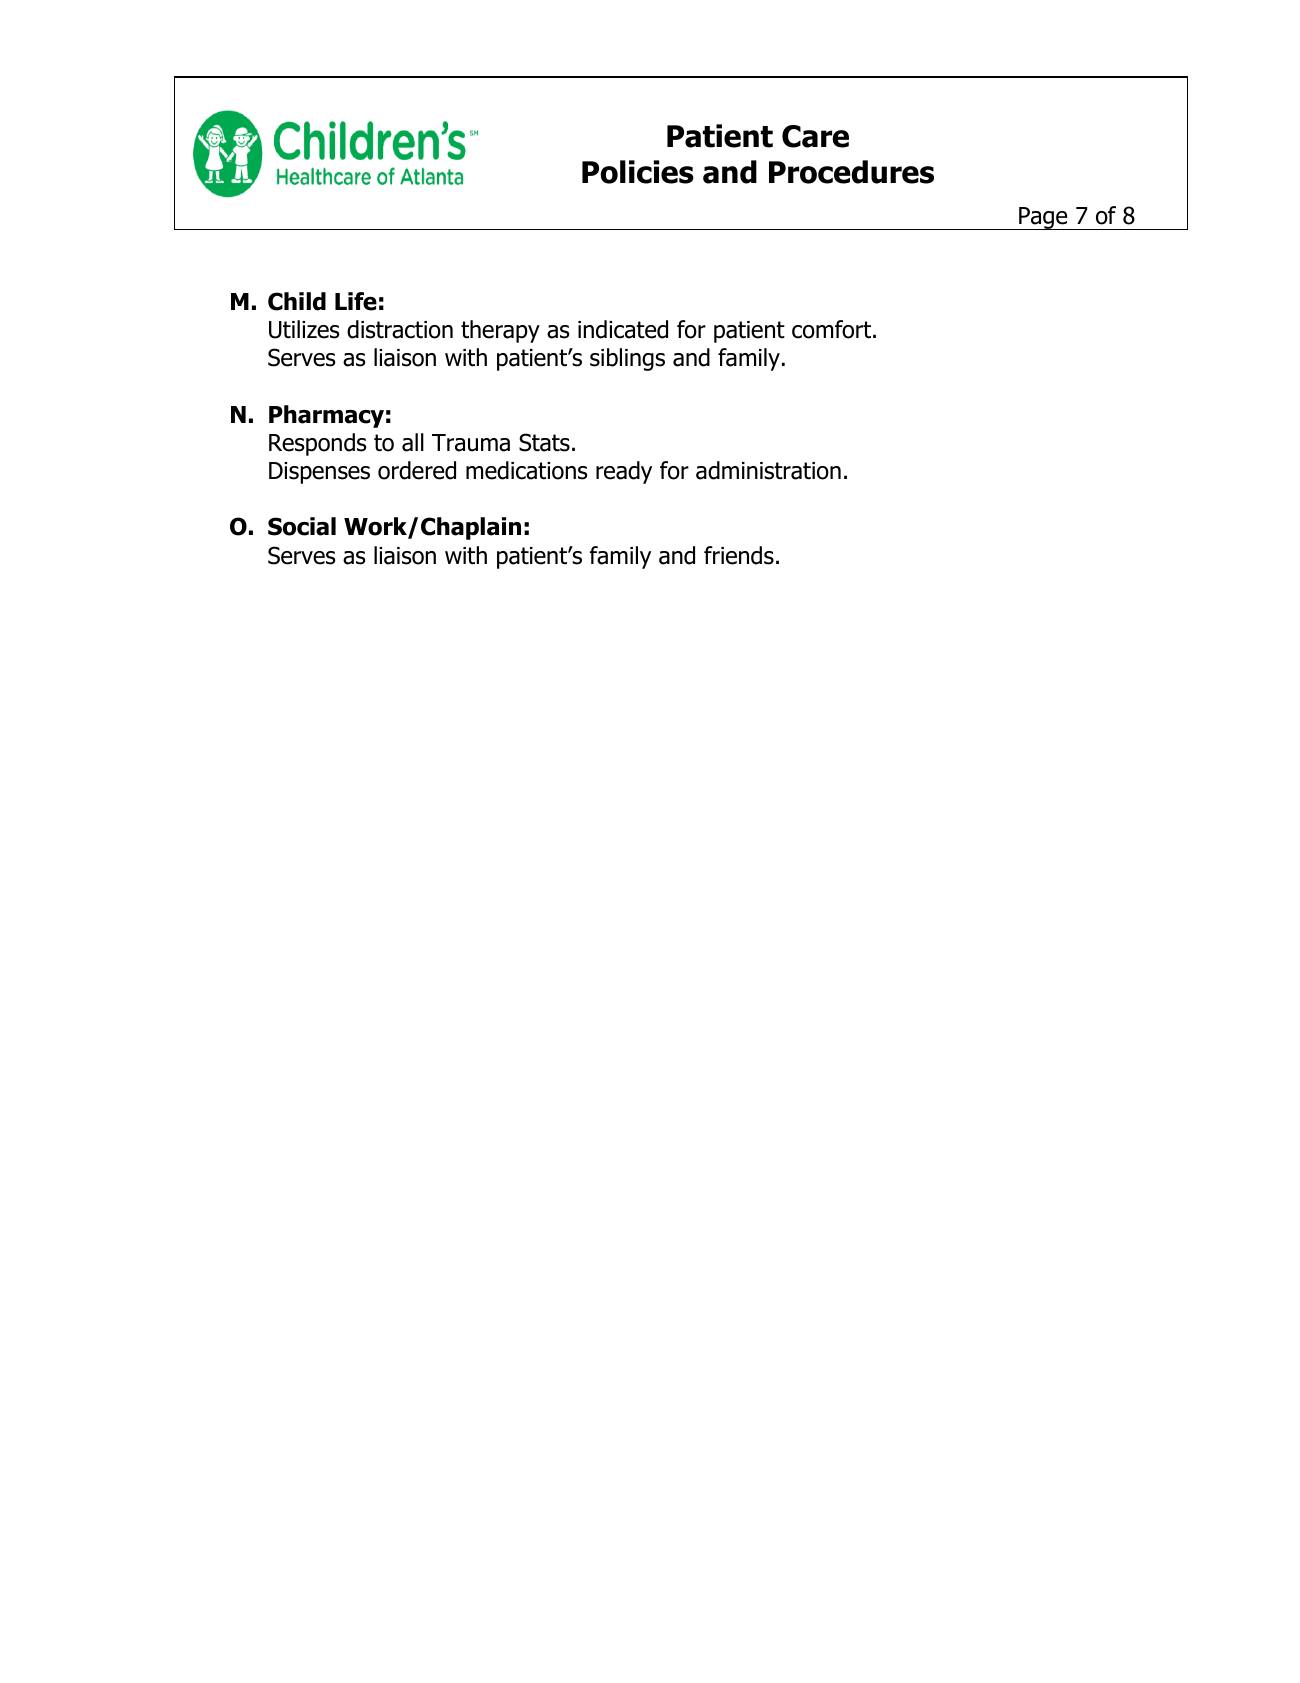 Children's SM
Healthcare of Atlanta
Patient Care
Policies and Procedures
Page 7 of 8
M. Child Life:
Utilizes distraction therapy as indicated for patient comfort.
Serves as liaison with patient’s siblings and family.
N. Pharmacy:
Responds to all Trauma Stats.
Dispenses ordered medications ready for administration.
O. Social Work/Chaplain:
Serves as liaison with patient’s family and friends.